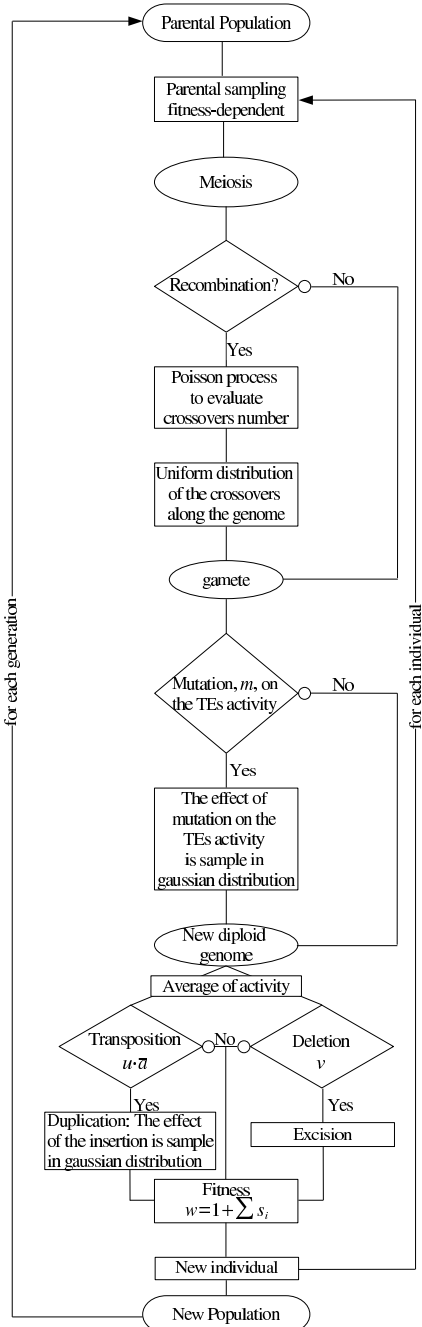 Parental Population
Parental sampling
fitness-dependent
Meiosis
Recombination?
No
Yes
Poisson process
to evaluate
crossovers number
Uniform distribution
of the crossovers
along the genome
gamete
for each generation
for each individual
Mutation, m, on
the TEs activity
No
Yes
The effect of
mutation on the
TEs activity
is sample in
gaussian distribution
New diploid
genome
Average of activity
Transposition
u·a̅
No
Deletion
v
Yes
Yes
Duplication: The effect
of the insertion is sample
in gaussian distribution
Excision
Fitness
w=1+∑ sᵢ
New individual
New Population